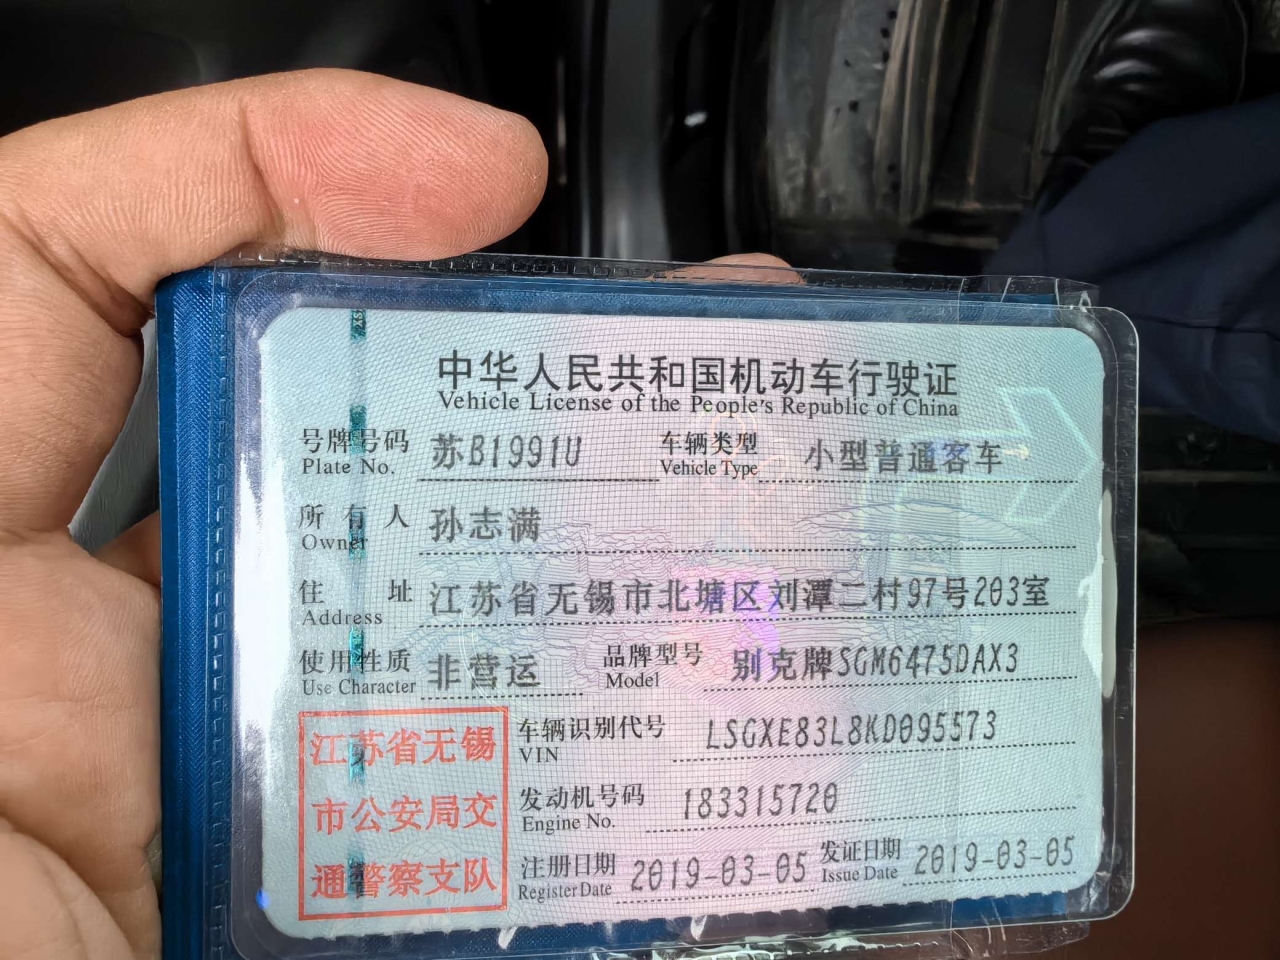 中华人民共和国机动车行驶证
Vehicle License of the People's Republic of China
号牌号码 苏B1991U 车辆类型 小型普通客车
Plate No. Vehicle Type
所有人 孙志满
Owner
住址 江苏省无锡市北塘区刘潭二村97号203室
Address
使用性质 非营运 品牌型号 别克牌SGM6475DAX3
Use Character Model
江苏省无锡
市公安局交
通警察支队
车辆识别代号 LSGXE83L8KD095573
VIN
发动机号码 183315720
Engine No.
注册日期 2019-03-05 发证日期 2019-03-05
Register Date Issue Date